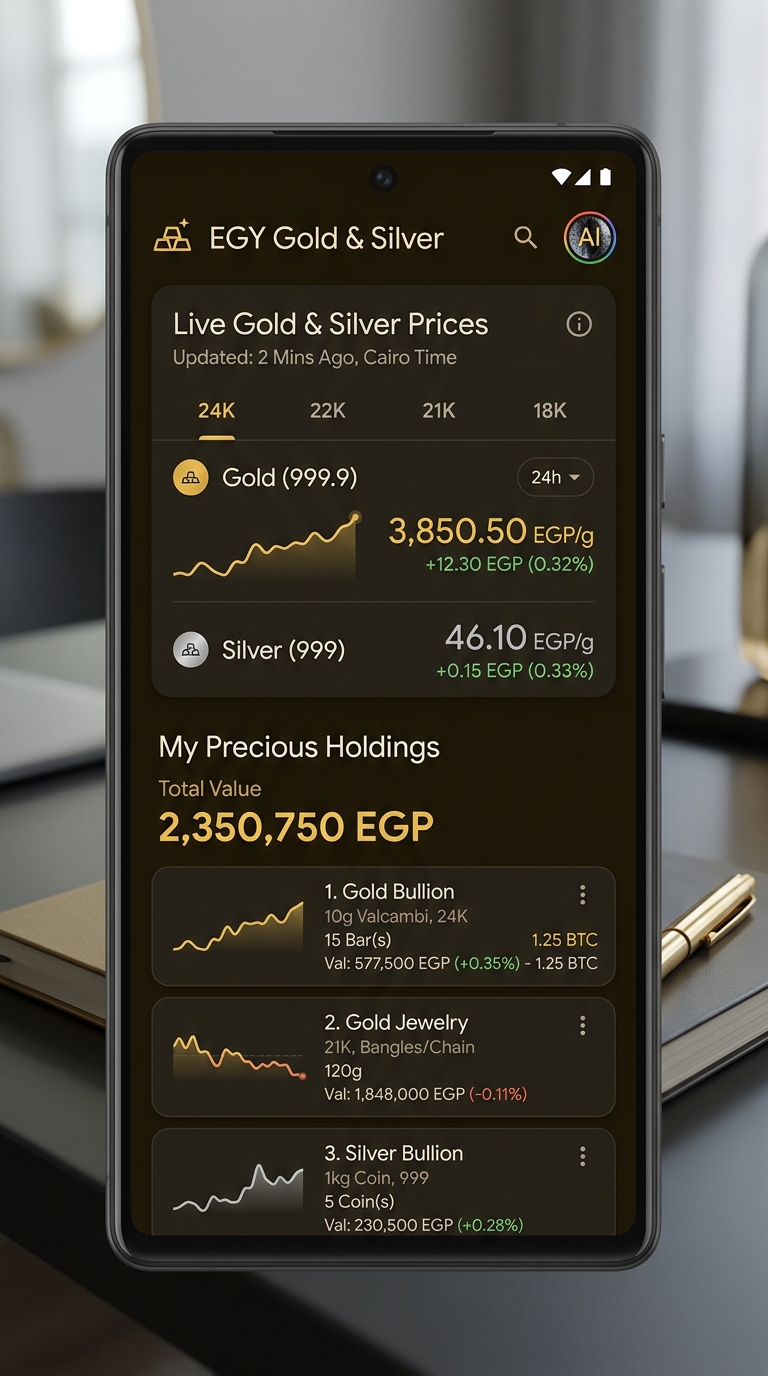 EGY Gold & Silver
AI
Live Gold & Silver Prices
Updated: 2 Mins Ago, Cairo Time
24K 22K 21K 18K
Gold (999.9)
24h
3,850.50 EGP/g
+12.30 EGP (0.32%)
Silver (999)
46.10 EGP/g
+0.15 EGP (0.33%)
My Precious Holdings
Total Value
2,350,750 EGP
1. Gold Bullion
10g Valcambi, 24K
15 Bar(s) 1.25 BTC
Val: 577,500 EGP (+0.35%) - 1.25 BTC
2. Gold Jewelry
21K, Bangles/Chain
120g
Val: 1,848,000 EGP (-0.11%)
3. Silver Bullion
1kg Coin, 999
5 Coin(s)
Val: 230,500 EGP (+0.28%)